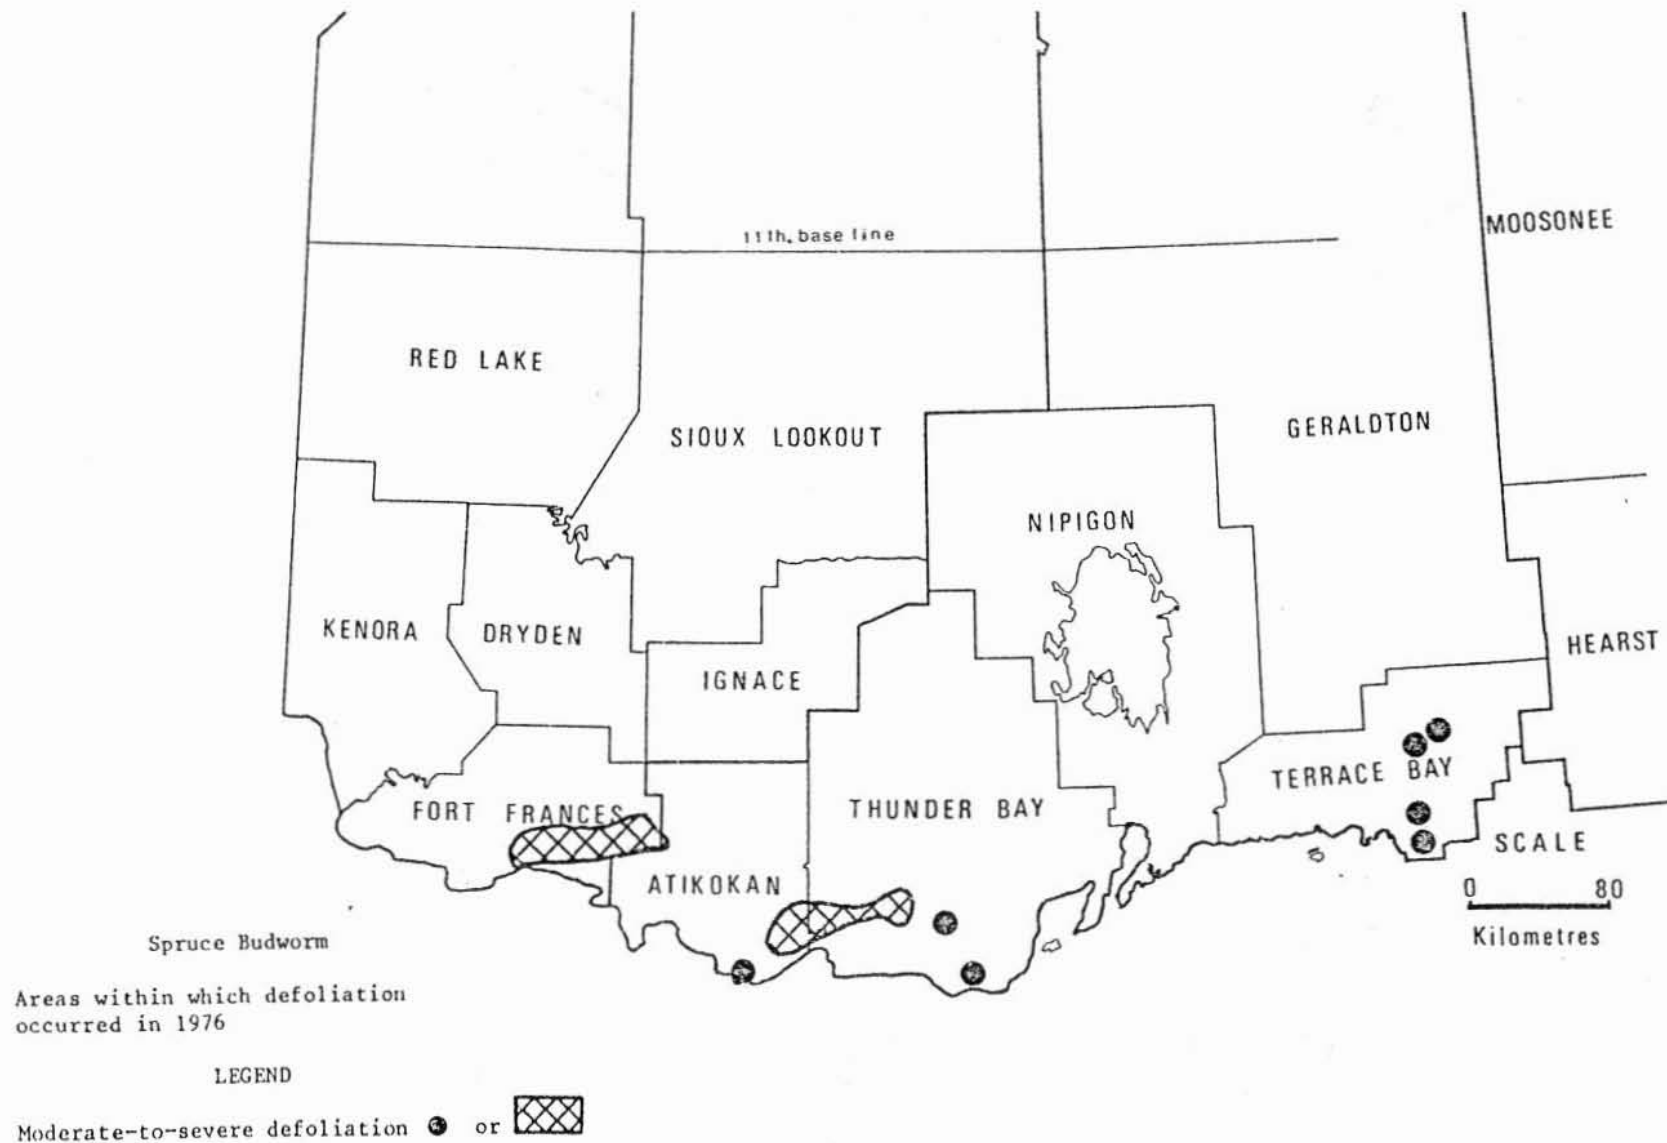 11th. base line
MOOSONEE
RED LAKE
SIOUX LOOKOUT
GERALDTON
NIPIGON
KENORA
DRYDEN
HEARST
IGNACE
TERRACE BAY
FORT FRANCES
THUNDER BAY
SCALE
ATIKOKAN
0 80
Kilometres
Spruce Budworm
Areas within which defoliation
occurred in 1976
LEGEND
Moderate-to-severe defoliation or